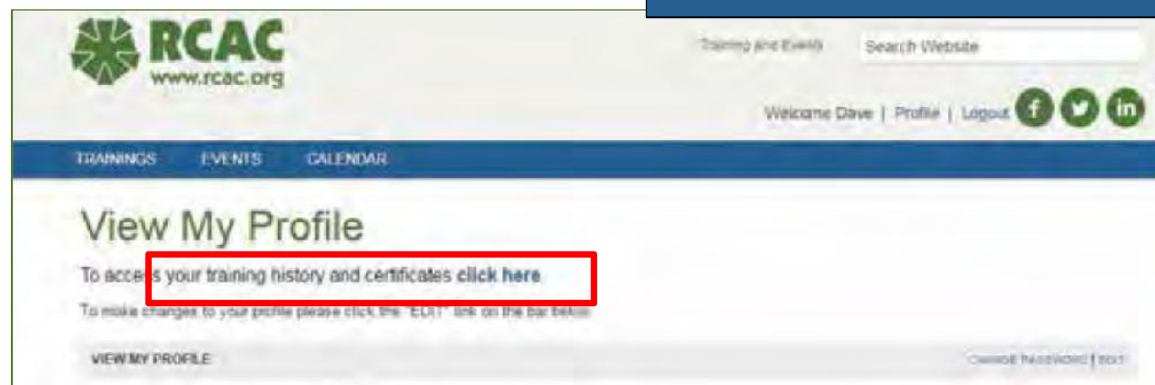 RCAC
www.rcac.org
Training and Events Search Website
Welcome Dave | Profile | Logout
TRAININGS EVENTS CALENDAR
View My Profile
To access your training history and certificates click here
To make changes to your profile please click the "EDIT" link on the bar below
VIEW MY PROFILE CHANGE PASSWORD | EDIT